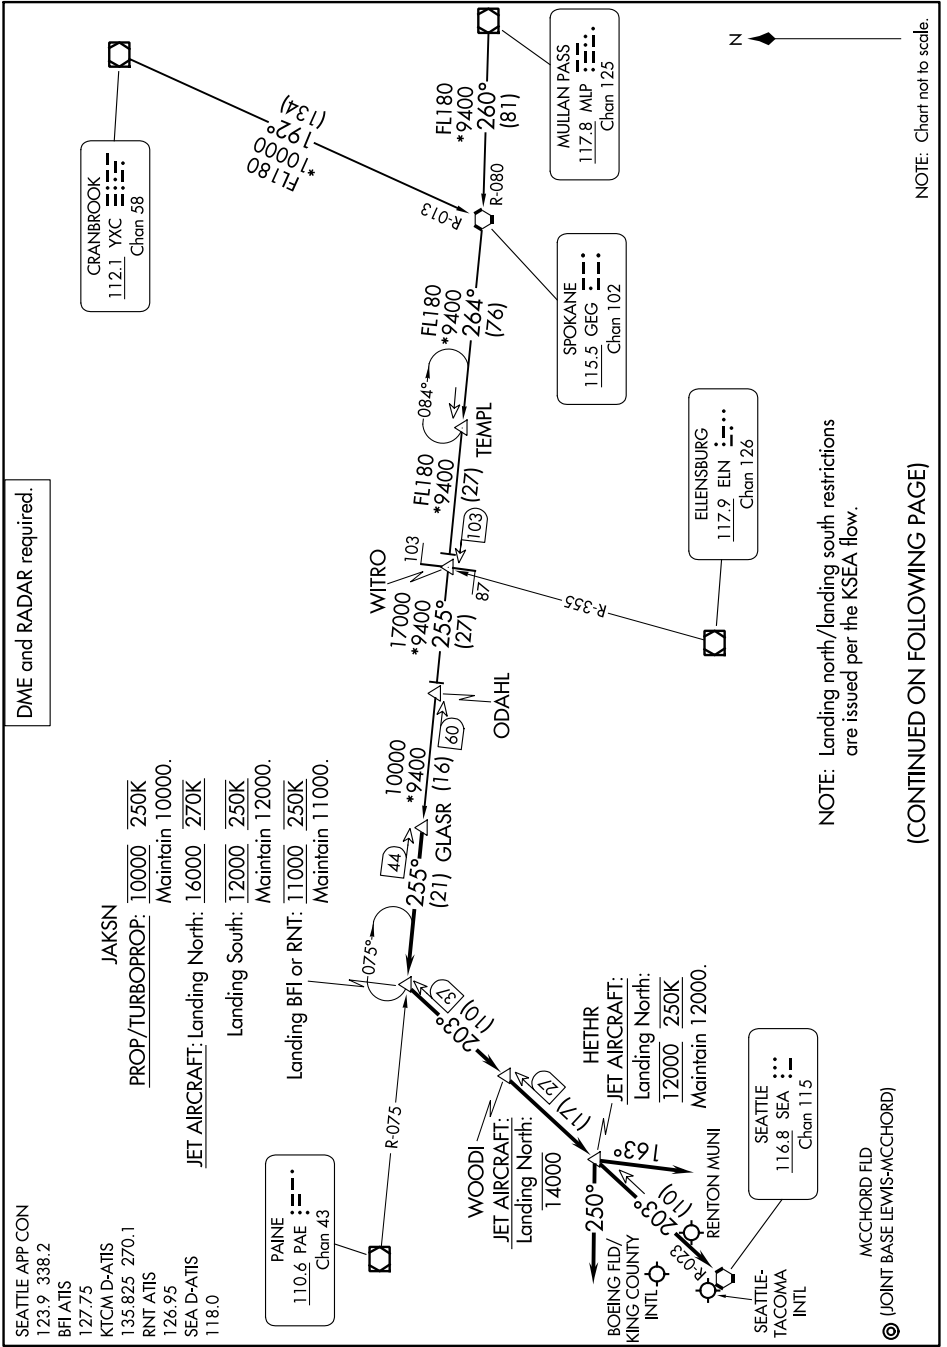 SEATTLE APP CON
123.9 338.2
BFI ATIS
127.75
KTCM D-ATIS
135.825 270.1
RNT ATIS
126.95
SEA D-ATIS
118.0
DME and RADAR required.
JAKSN
PROP/TURBOPROP: 10000 250K
Maintain 10000.
JET AIRCRAFT: Landing North: 16000 270K
Landing South: 12000 250K
Maintain 12000.
Landing BFI or RNT: 11000 250K
Maintain 11000.
CRANBROOK
112.1 YXC
Chan 58
FL180
*10000
192°
(134)
R-013
MULLAN PASS
117.8 MLP
Chan 125
FL180
*9400
260°
(81)
R-080
SPOKANE
115.5 GEG
Chan 102
FL180
*9400
264°
(76)
084°
TEMPL
FL180
*9400
(27)
103
103
WITRO
87
R-355
ELLENSBURG
117.9 ELN
Chan 126
17000
*9400
255°
(27)
ODAHL
60
10000
*9400
(16)
GLASR
44
255°
(21)
075°
PAINE
110.6 PAE
Chan 43
R-075
37
203°
(10)
WOODI
JET AIRCRAFT:
Landing North:
14000
27
(17)
HETHR
JET AIRCRAFT:
Landing North:
12000 250K
Maintain 12000.
250°
163°
203°
(10)
R-023
BOEING FLD/
KING COUNTY
INTL
RENTON MUNI
SEATTLE-
TACOMA
INTL
SEATTLE
116.8 SEA
Chan 115
MCCHORD FLD
(JOINT BASE LEWIS-MCCHORD)
NOTE: Landing north/landing south restrictions
are issued per the KSEA flow.
(CONTINUED ON FOLLOWING PAGE)
N
NOTE: Chart not to scale.